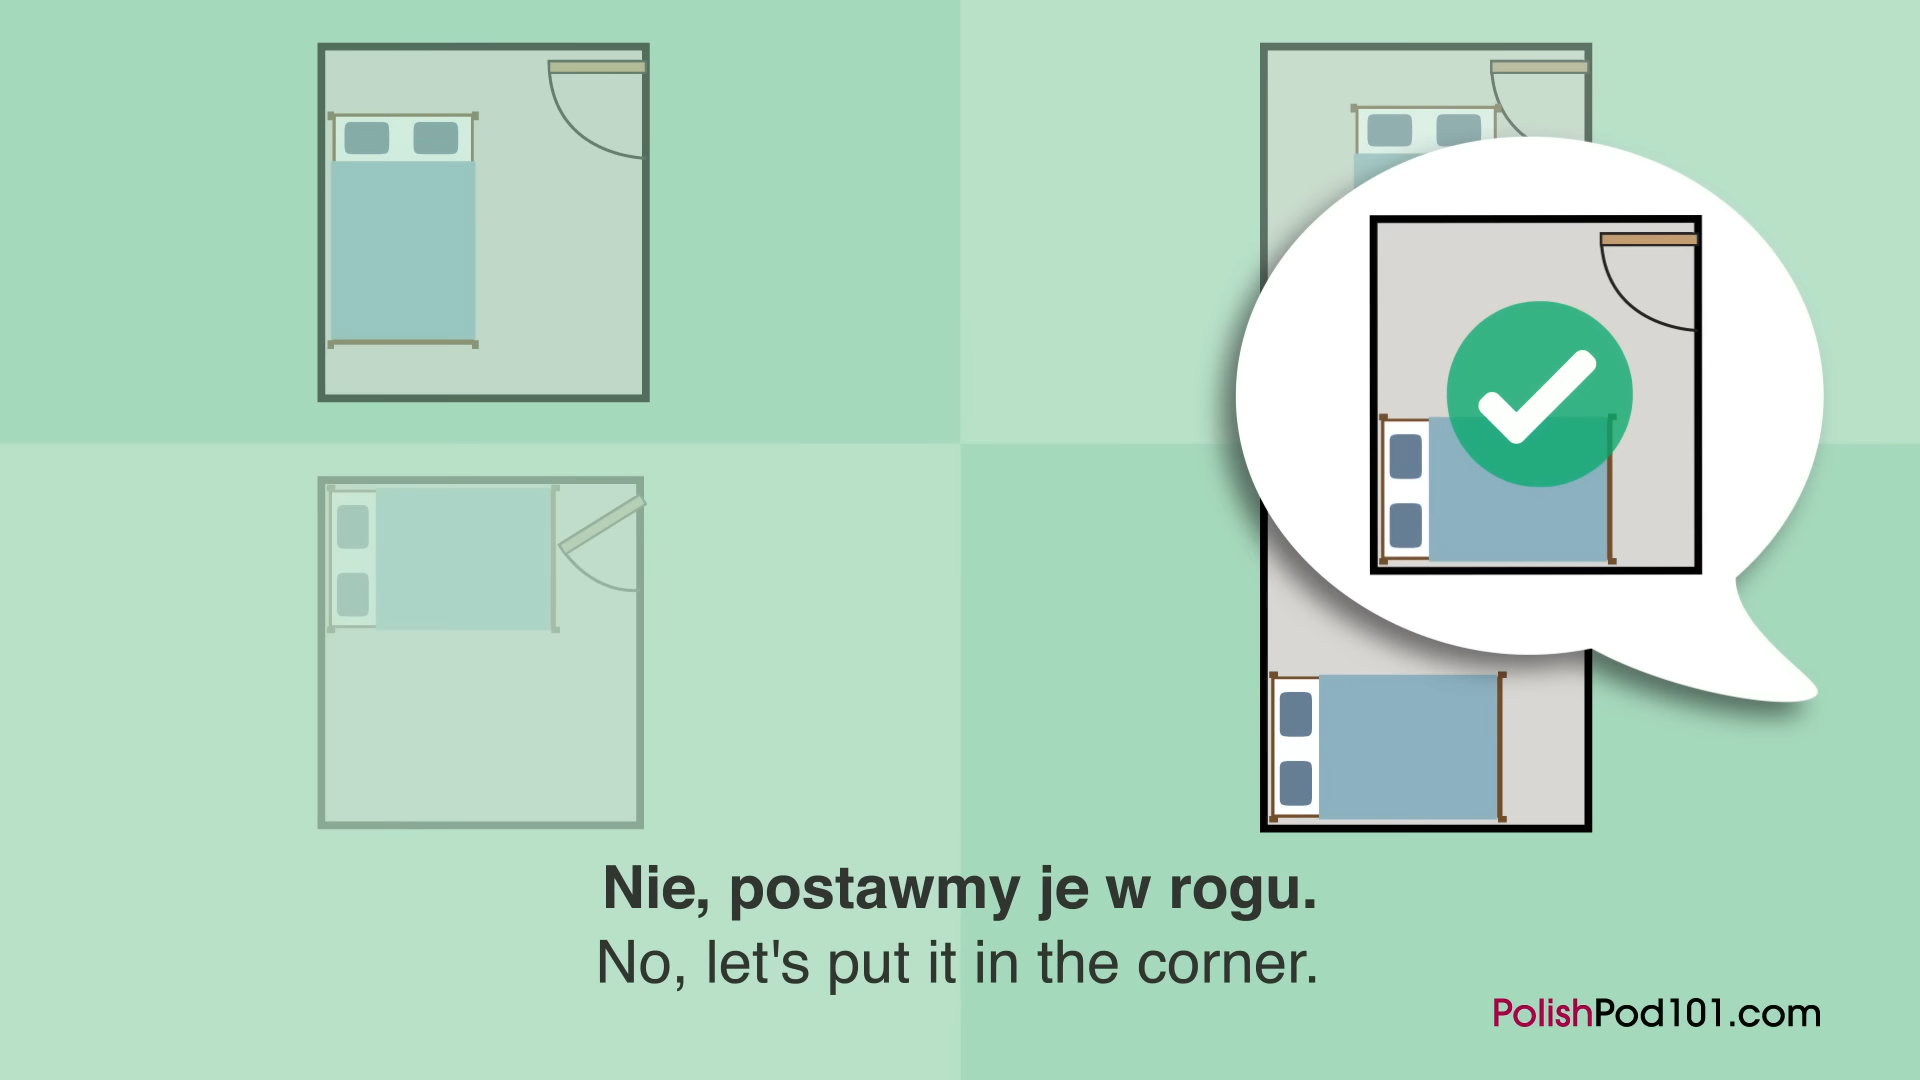 Nie, postawmy je w rogu.
No, let's put it in the corner.
PolishPod101.com